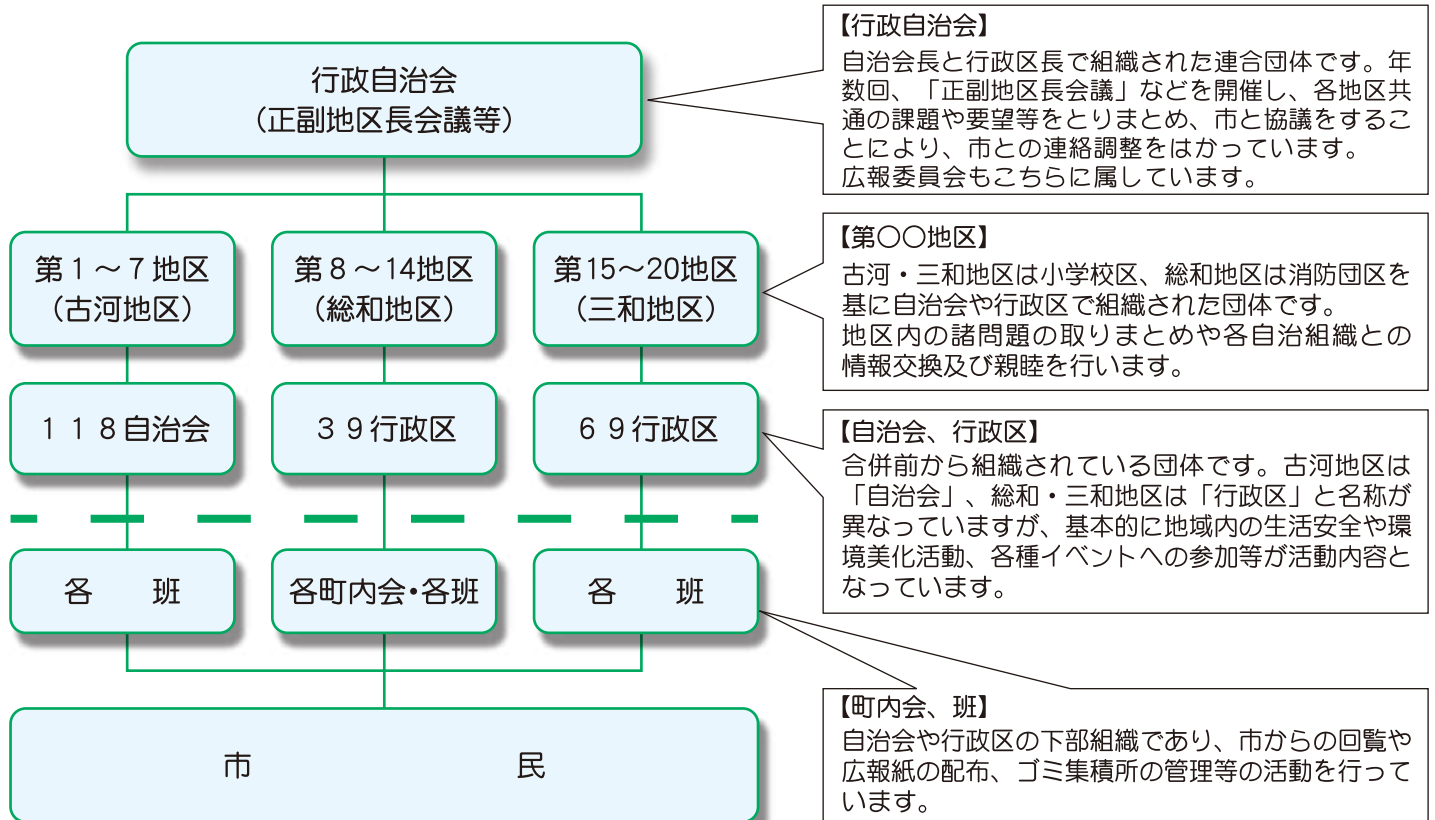 行政自治会
（正副地区長会議等）
第１～７地区
（古河地区）
第８～14地区
（総和地区）
第15～20地区
（三和地区）
１１８自治会
３９行政区
６９行政区
各　　班
各町内会・各班
各　　班
市　　民
【行政自治会】
自治会長と行政区長で組織された連合団体です。年
数回、「正副地区長会議」などを開催し、各地区共
通の課題や要望等をとりまとめ、市と協議をするこ
とにより、市との連絡調整をはかっています。
広報委員会もこちらに属しています。
【第〇〇地区】
古河・三和地区は小学校区、総和地区は消防団区を
基に自治会や行政区で組織された団体です。
地区内の諸問題の取りまとめや各自治組織との
情報交換及び親睦を行います。
【自治会、行政区】
合併前から組織されている団体です。古河地区は
「自治会」、総和・三和地区は「行政区」と名称が
異なっていますが、基本的に地域内の生活安全や環
境美化活動、各種イベントへの参加等が活動内容と
なっています。
【町内会、班】
自治会や行政区の下部組織であり、市からの回覧や
広報紙の配布、ゴミ集積所の管理等の活動を行って
います。